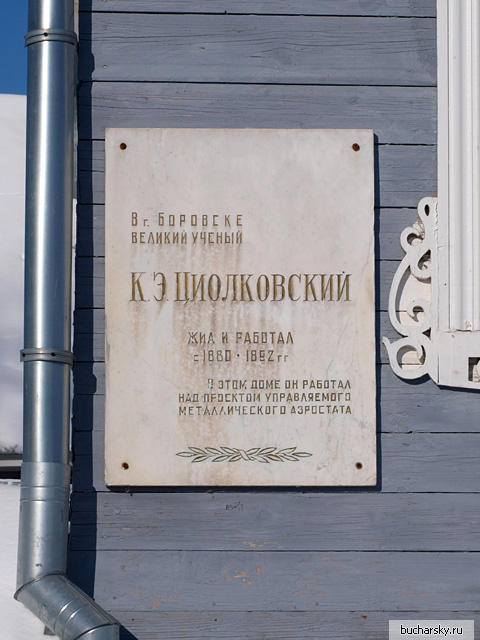 В г. БОРОВСКЕ
ВЕЛИКИЙ УЧЕНЫЙ
К.Э.ЦИОЛКОВСКИЙ
ЖИЛ И РАБОТАЛ
с 1880 - 1892 гг
В ЭТОМ ДОМЕ ОН РАБОТАЛ
НАД ПРОЕКТОМ УПРАВЛЯЕМОГО
МЕТАЛЛИЧЕСКОГО АЭРОСТАТА
bucharsky.ru